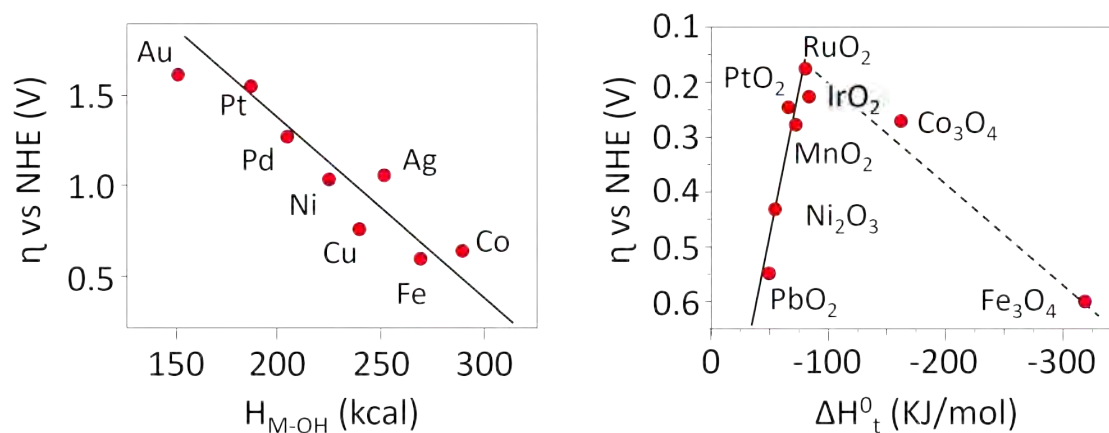 η vs NHE (V)
1.5
1.0
0.5
Au
Pt
Pd
Ag
Ni
Cu
Co
Fe
150
200
250
300
H_M-OH (kcal)
η vs NHE (V)
0.1
0.2
0.3
0.4
0.5
0.6
RuO₂
PtO₂
IrO₂
Co₃O₄
MnO₂
Ni₂O₃
PbO₂
Fe₃O₄
0
-100
-200
-300
ΔH⁰ₜ (KJ/mol)